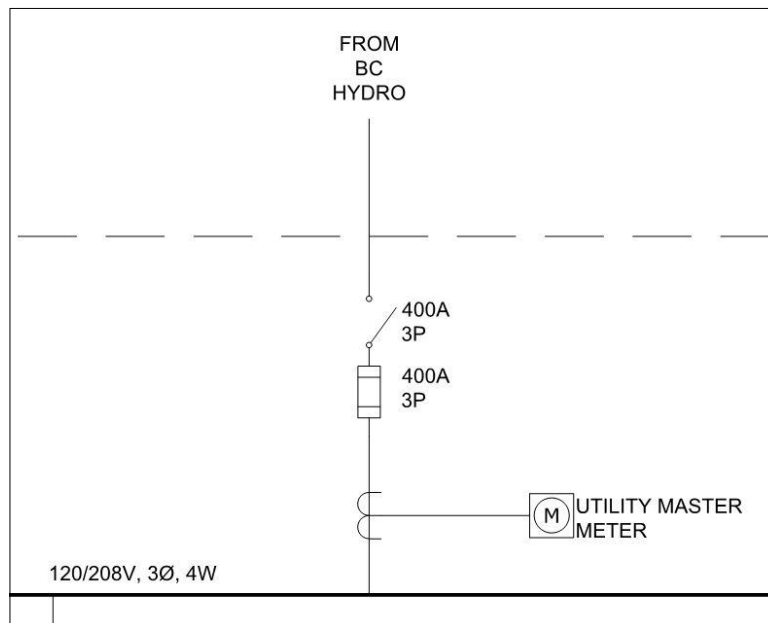 FROM
BC
HYDRO
400A
3P
400A
3P
M
UTILITY MASTER
METER
120/208V, 3Ø, 4W